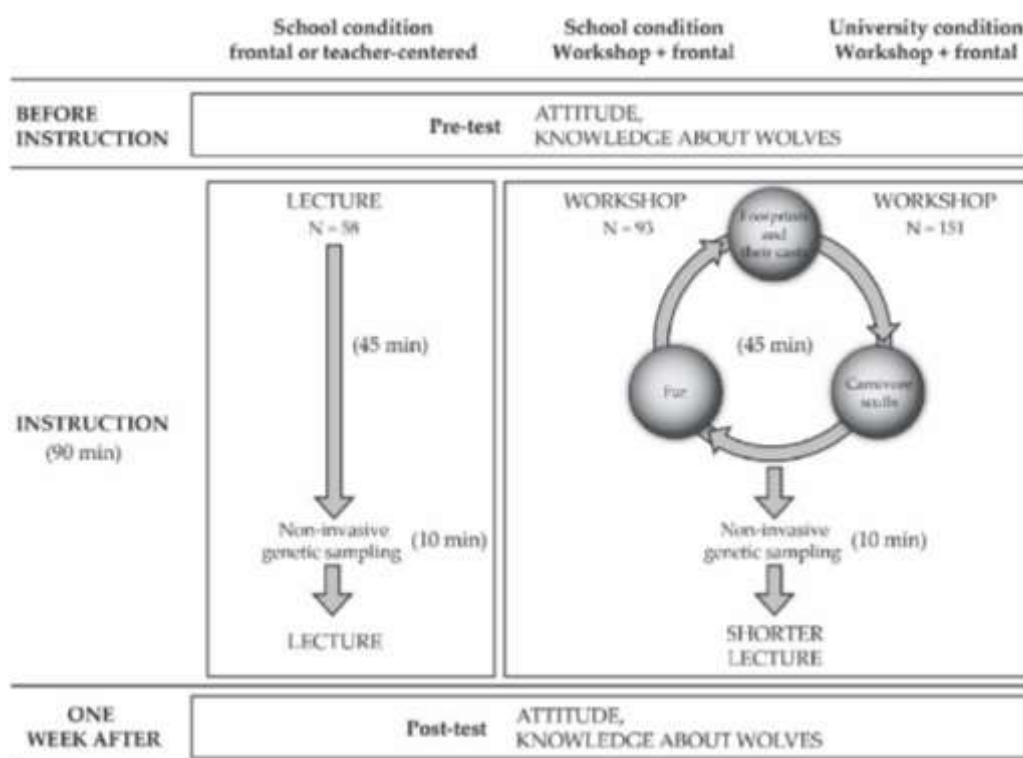 School condition
frontal or teacher-centered
School condition
Workshop + frontal
University condition
Workshop + frontal
BEFORE
INSTRUCTION
Pre-test
ATTITUDE,
KNOWLEDGE ABOUT WOLVES
LECTURE
N = 58
(45 min)
Non-invasive
genetic sampling
(10 min)
LECTURE
WORKSHOP
N = 93
WORKSHOP
N = 151
Footprints
and
their casts
(45 min)
Fur
Carnivore
skulls
Non-invasive
genetic sampling
(10 min)
SHORTER
LECTURE
INSTRUCTION
(90 min)
ONE
WEEK AFTER
Post-test
ATTITUDE,
KNOWLEDGE ABOUT WOLVES